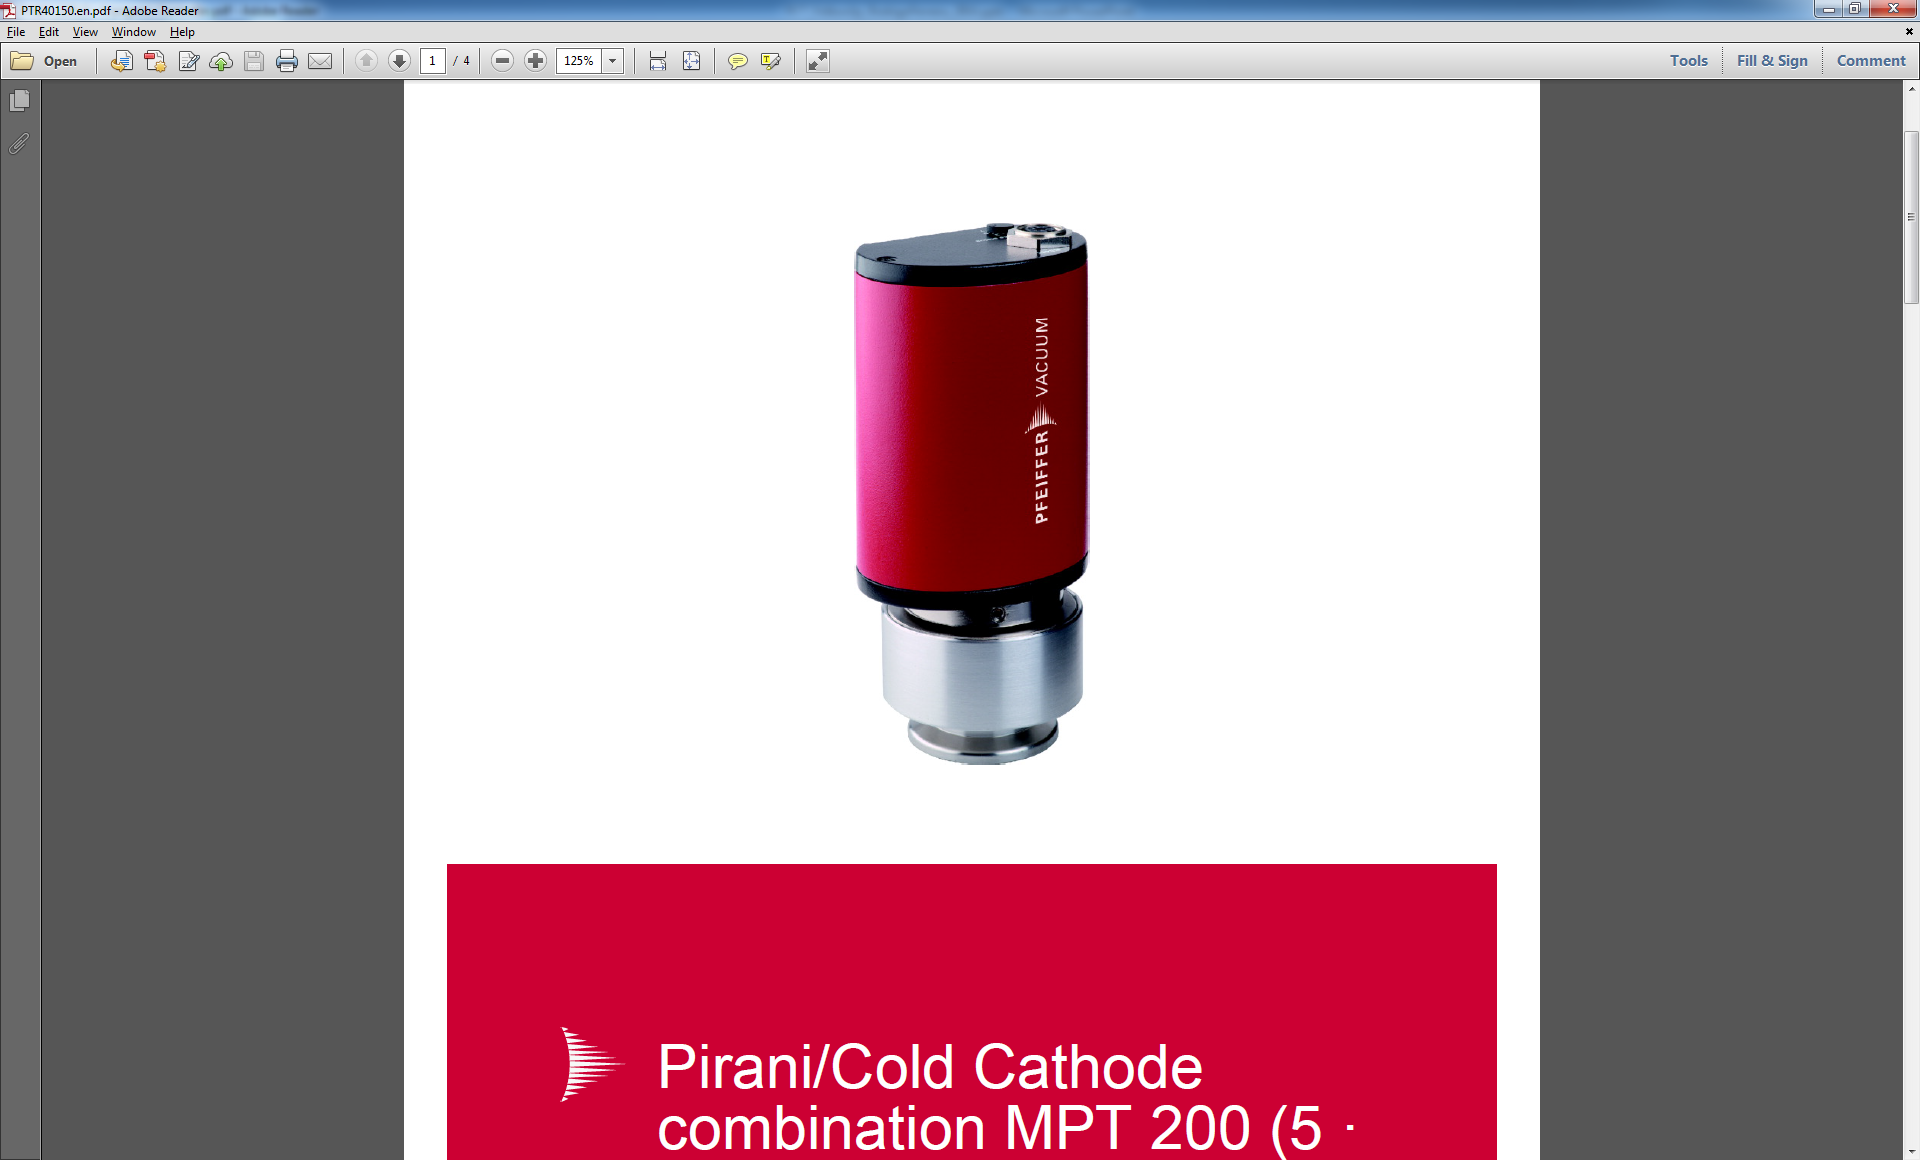 PTR40150.en.pdf - Adobe Reader
File Edit View Window Help
Open 1 / 4 125% Tools Fill & Sign Comment
PFEIFFER VACUUM
Pirani/Cold Cathode
combination MPT 200 (5 ·